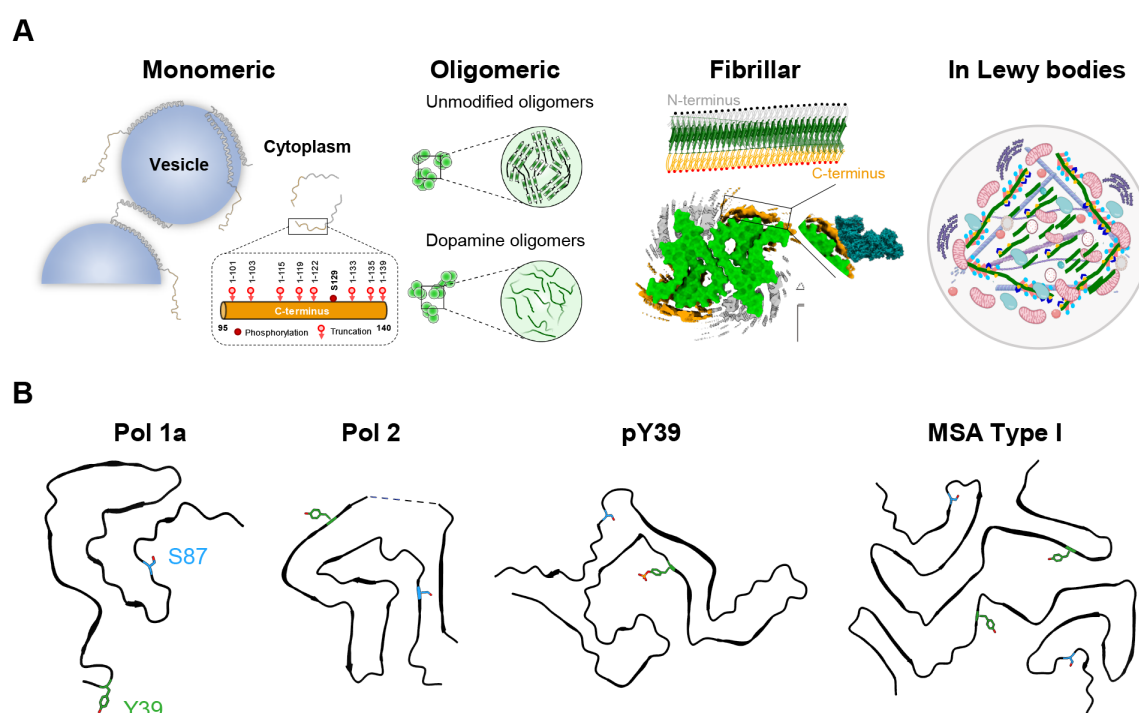 A
Monomeric
Oligomeric
Fibrillar
In Lewy bodies
Unmodified oligomers
N-terminus
Vesicle
Cytoplasm
C-terminus
Dopamine oligomers
1-101
1-103
1-115
1-119
1-122
S129
1-133
1-135
1-139
C-terminus
95
140
Phosphorylation
Truncation
B
Pol 1a
Pol 2
pY39
MSA Type I
S87
Y39